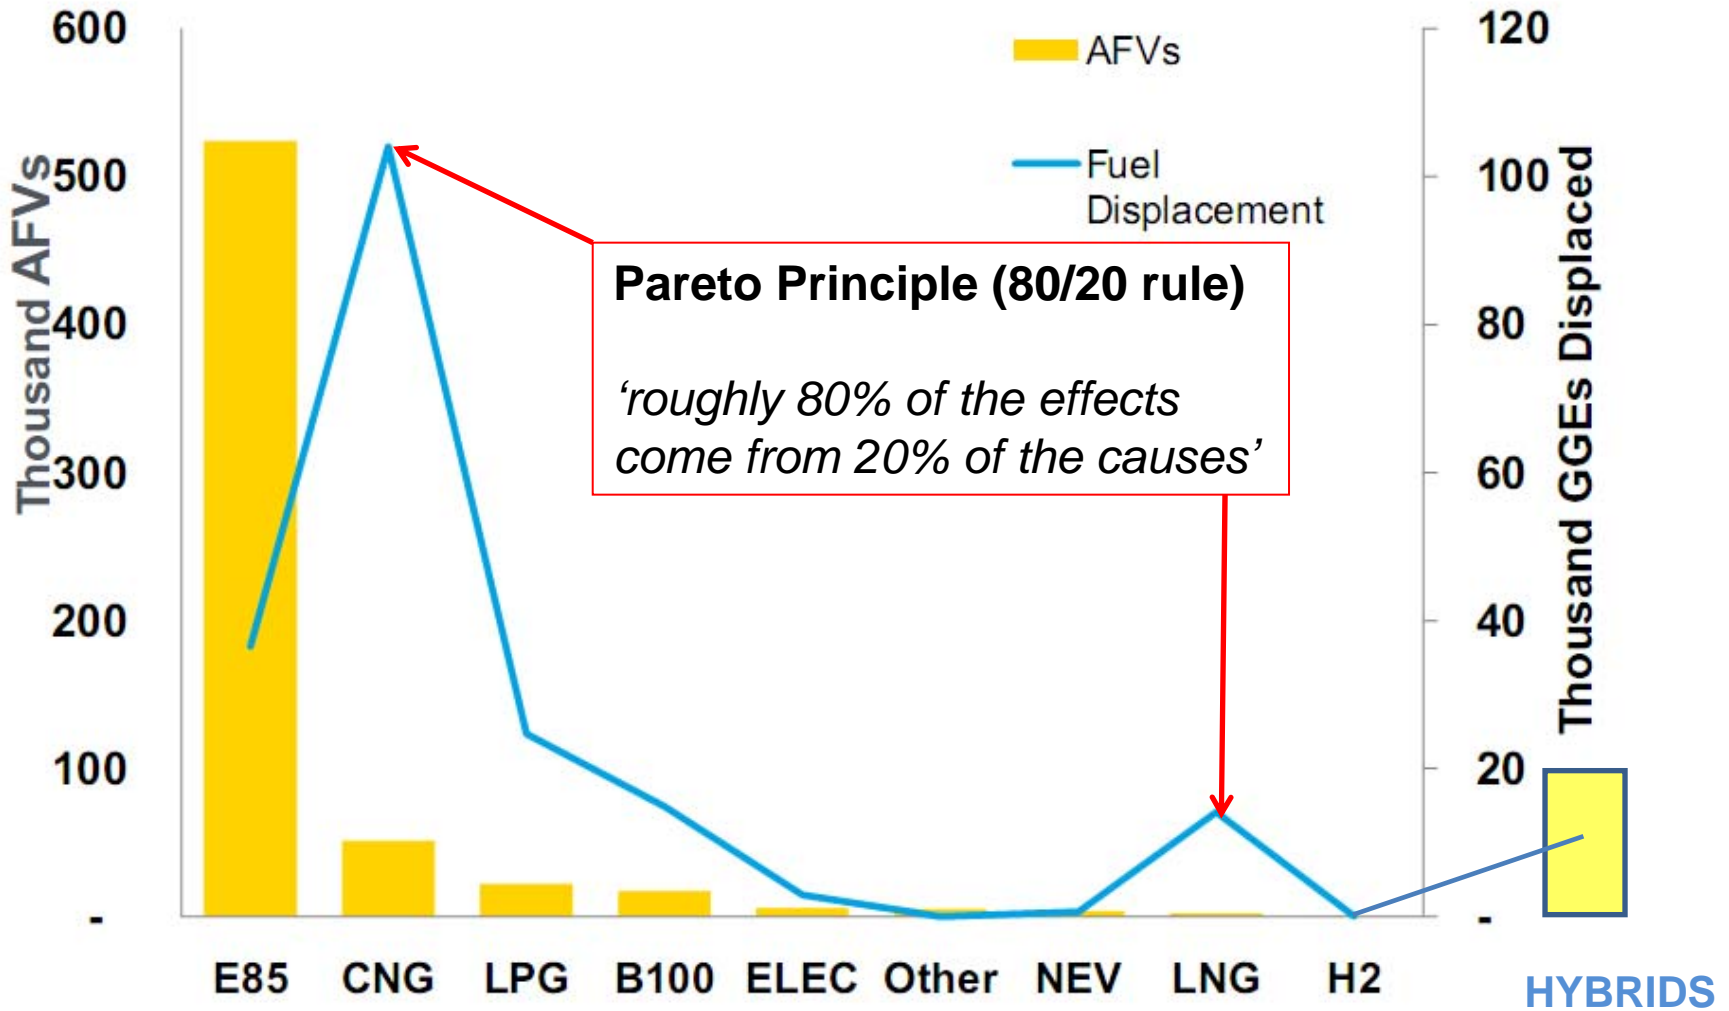 600
500
400
300
200
100
-
Thousand AFVs
AFVs
Fuel
Displacement
Pareto Principle (80/20 rule)
‘roughly 80% of the effects
come from 20% of the causes’
120
100
80
60
40
20
-
Thousand GGEs Displaced
E85 CNG LPG B100 ELEC Other NEV LNG H2
HYBRIDS